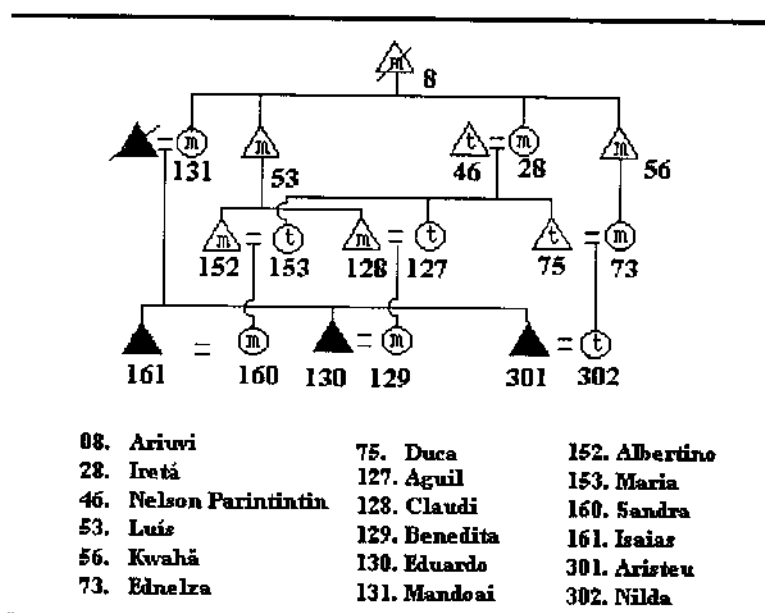 m
8
m
m
t
m
m
131
53
46
28
56
m
t
m
t
t
m
152
153
128
127
75
73
m
m
t
161
160
130
129
301
302
08. Ariuvi
28. Iretá
46. Nelson Parintintin
53. Luís
56. Kwahã
73. Ednelza
75. Duca
127. Aguil
128. Claudi
129. Benedita
130. Eduardo
131. Mandoai
152. Albertino
153. Maria
160. Sandra
161. Isaias
301. Aristeu
302. Nilda